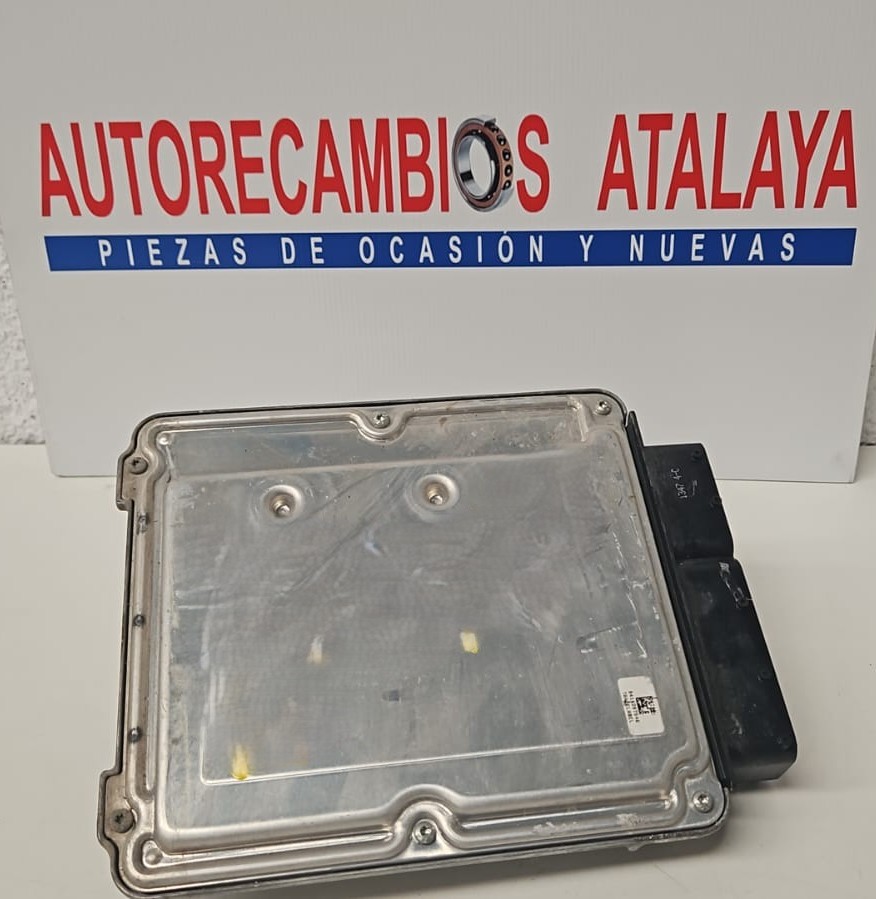 AUTORECAMBIOS ATALAYA
PIEZAS DE OCASIÓN Y NUEVAS